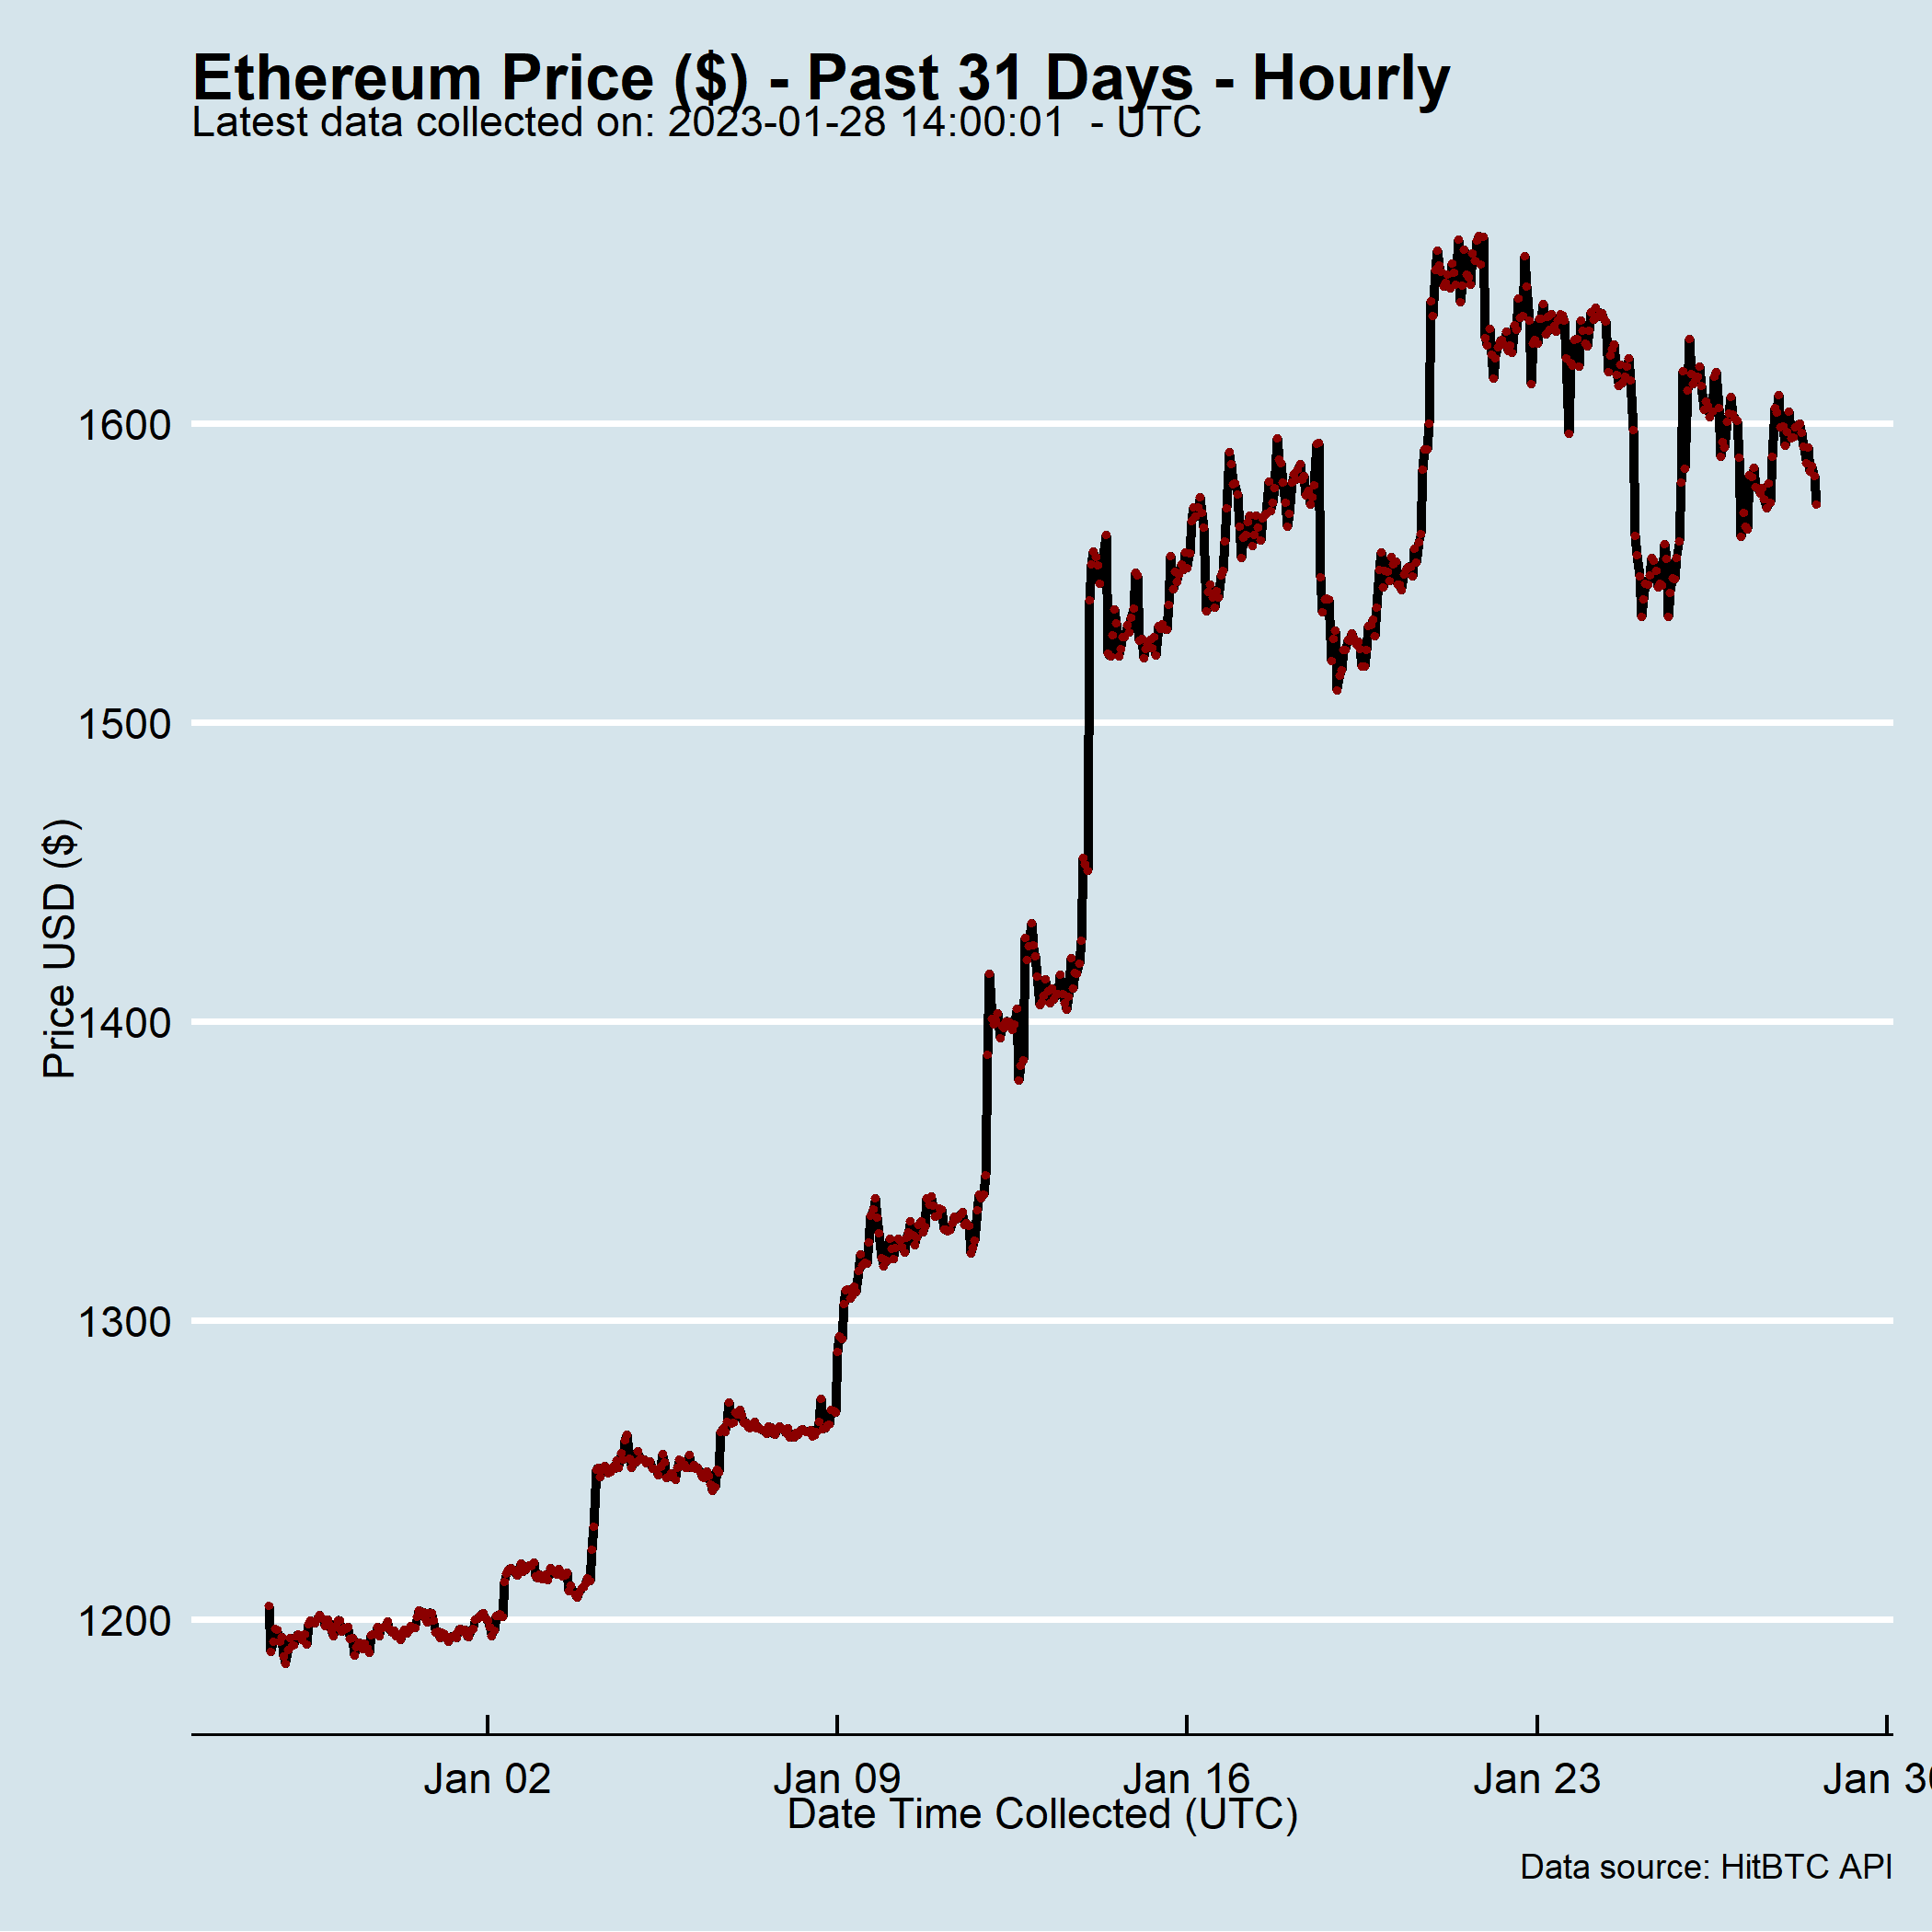 Ethereum Price ($) - Past 31 Days - Hourly
Latest data collected on: 2023-01-28 14:00:01  - UTC
Price USD ($)
1600
1500
1400
1300
1200
Jan 02
Jan 09
Jan 16
Jan 23
Jan 3
Date Time Collected (UTC)
Data source: HitBTC API